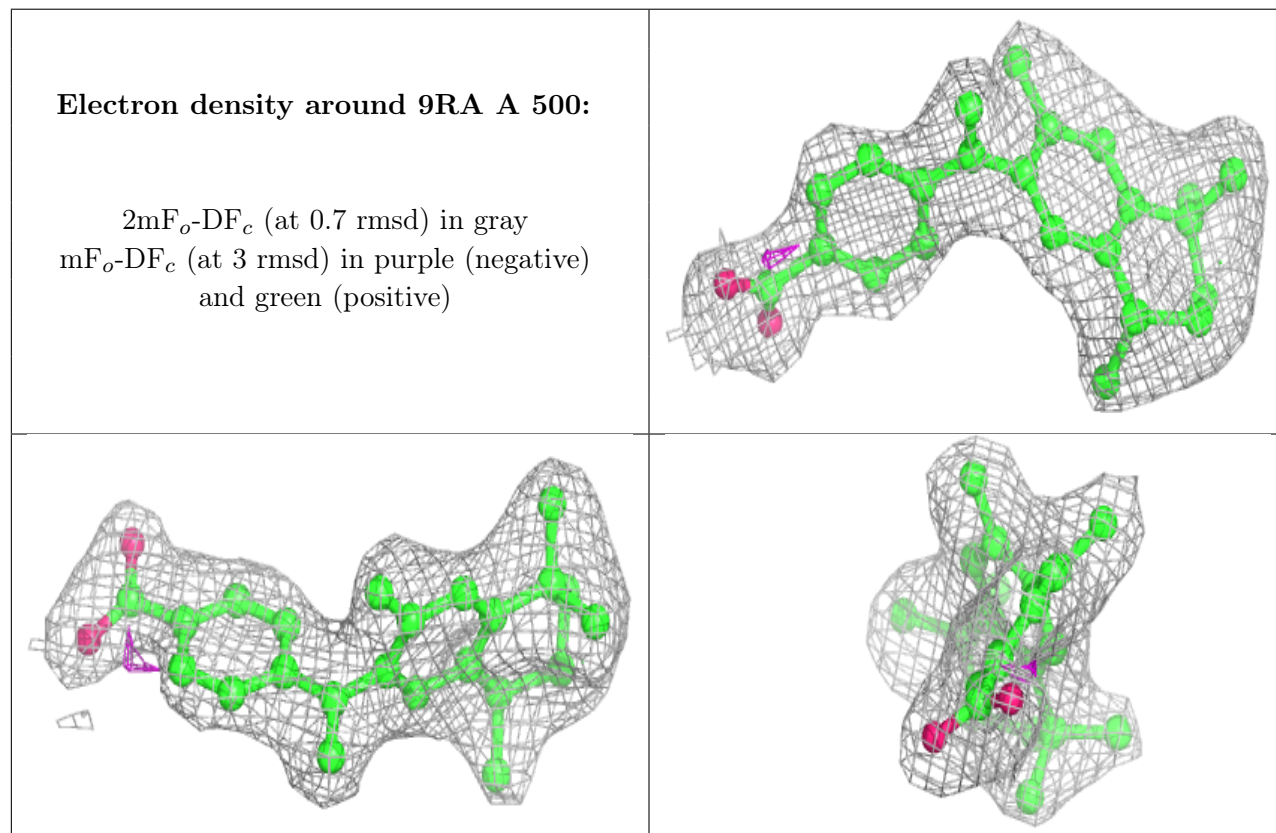 Electron density around 9RA A 500:
2mFo-DFc (at 0.7 rmsd) in gray
mFo-DFc (at 3 rmsd) in purple (negative)
and green (positive)